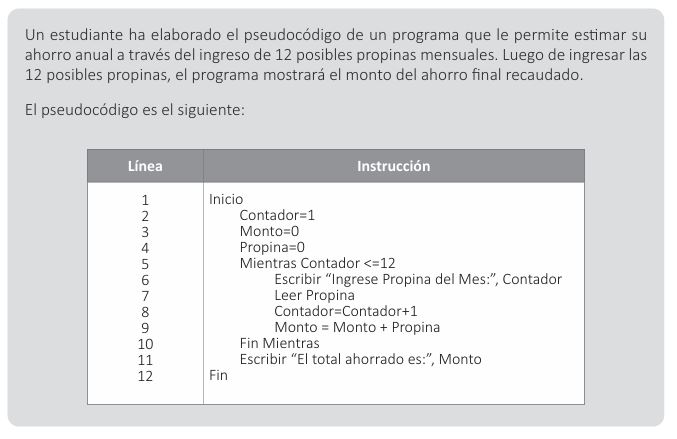 Un estudiante ha elaborado el pseudocódigo de un programa que le permite estimar su
ahorro anual a través del ingreso de 12 posibles propinas mensuales. Luego de ingresar las
12 posibles propinas, el programa mostrará el monto del ahorro final recaudado.
El pseudocódigo es el siguiente:
Línea Instrucción
1 Inicio
2 Contador=1
3 Monto=0
4 Propina=0
5 Mientras Contador <=12
6 Escribir “Ingrese Propina del Mes:”, Contador
7 Leer Propina
8 Contador=Contador+1
9 Monto = Monto + Propina
10 Fin Mientras
11 Escribir “El total ahorrado es:”, Monto
12 Fin